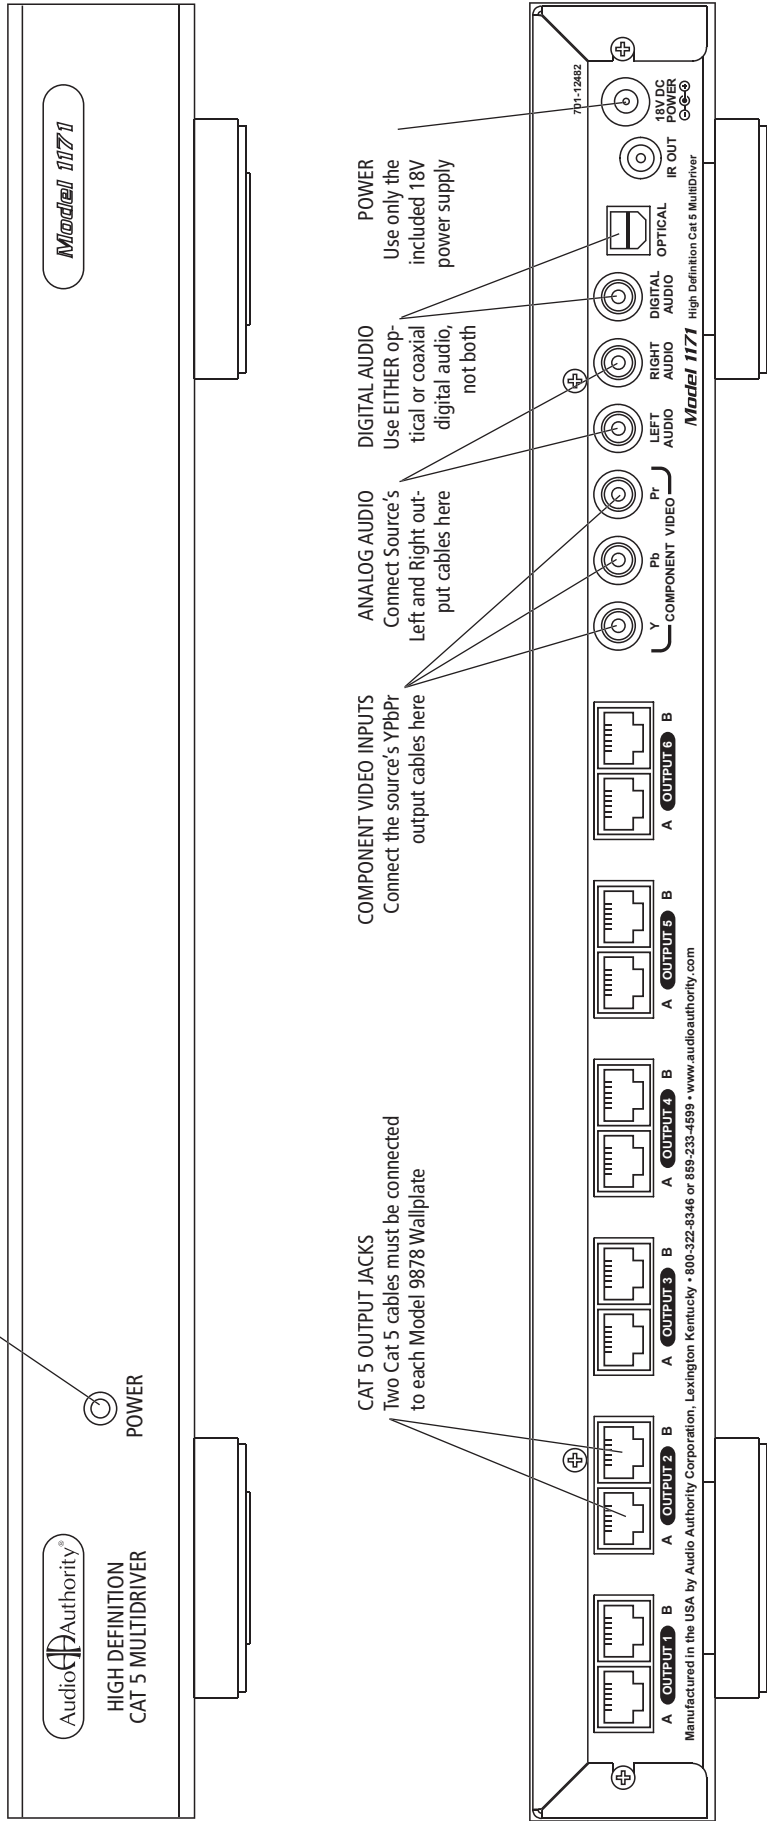 AudioAuthority®
HIGH DEFINITION
CAT 5 MULTIDRIVER
POWER
Model 1171
CAT 5 OUTPUT JACKS
Two Cat 5 cables must be connected
to each Model 9878 Wallplate
COMPONENT VIDEO INPUTS
Connect the source's YPbPr
output cables here
ANALOG AUDIO
Connect Source's
Left and Right out-
put cables here
DIGITAL AUDIO
Use EITHER op-
tical or coaxial
digital audio,
not both
POWER
Use only the
included 18V
power supply
701-12482
A OUTPUT 1 B
A OUTPUT 2 B
A OUTPUT 3 B
A OUTPUT 4 B
A OUTPUT 5 B
A OUTPUT 6 B
Y Pb Pr
COMPONENT VIDEO
LEFT
AUDIO
RIGHT
AUDIO
DIGITAL
AUDIO
OPTICAL
IR OUT
18V DC
POWER
Manufactured in the USA by Audio Authority Corporation, Lexington Kentucky • 800-322-8346 or 859-233-4599 • www.audioauthority.com
Model 1171 High Definition Cat 5 MultiDriver